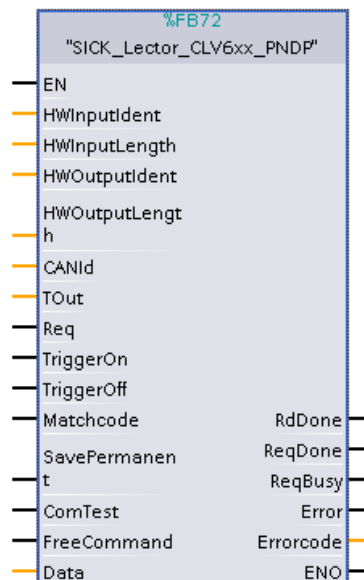 %FB72
"SICK_Lector_CLV6xx_PNDP"
EN
HWInputIdent
HWInputLength
HWOutputIdent
HWOutputLengt
h
CANId
TOut
Req
TriggerOn
TriggerOff
Matchcode RdDone
SavePermanen ReqDone
t ReqBusy
ComTest Error
FreeCommand Errorcode
Data ENO